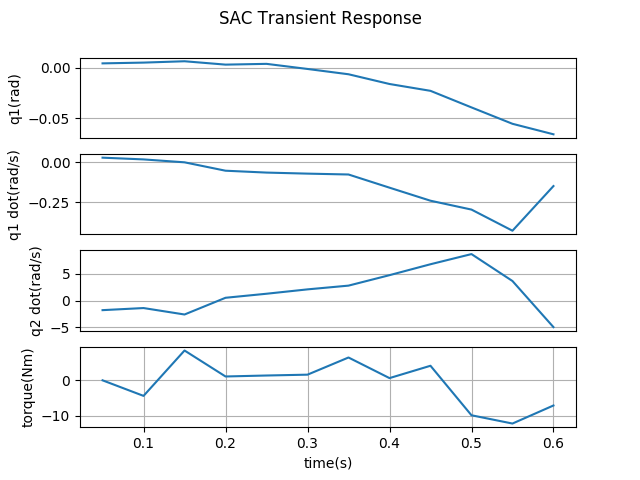 SAC Transient Response
q1(rad)
0.00
−0.05
q1 dot(rad/s)
0.00
−0.25
q2 dot(rad/s)
5
0
−5
torque(Nm)
0
−10
0.1 0.2 0.3 0.4 0.5 0.6
time(s)